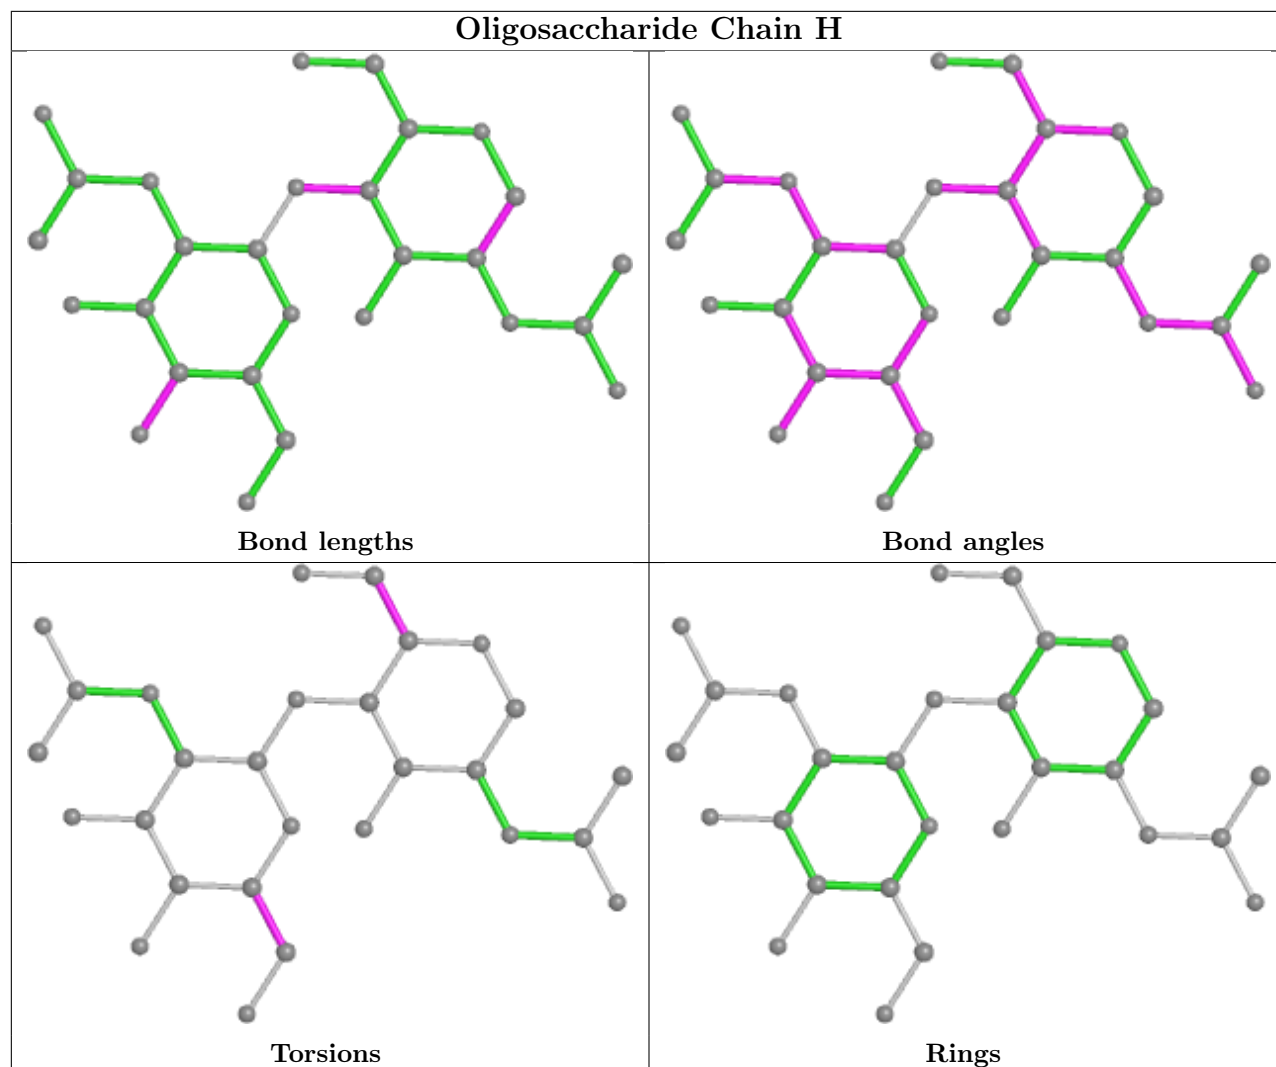 Oligosaccharide Chain H
Bond lengths
Bond angles
Torsions
Rings